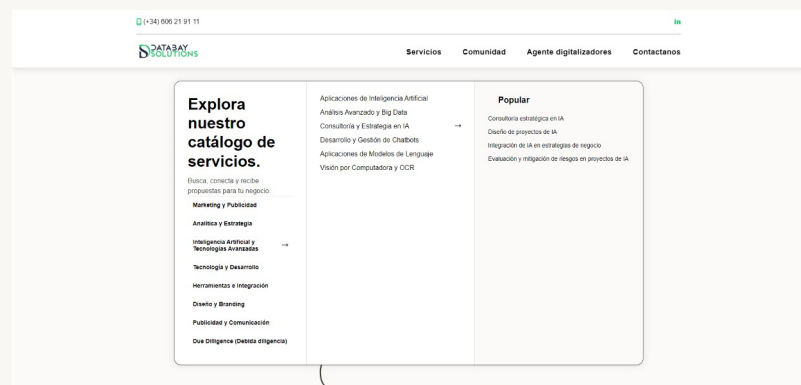 (+34) 606 21 91 11
in
DATABAY
SOLUTIONS
Servicios
Comunidad
Agente digitalizadores
Contactanos
Explora
nuestro
catálogo de
servicios.
Busca, conecta y recibe
propuestas para tu negocio.
Marketing y Publicidad
Analítica y Estrategia
Inteligencia Artificial y
Tecnologías Avanzadas
→
Tecnología y Desarrollo
Herramientas e Integración
Diseño y Branding
Publicidad y Comunicación
Due Diligence (Debida diligencia)
Aplicaciones de Inteligencia Artificial
Análisis Avanzado y Big Data
Consultoría y Estrategia en IA →
Desarrollo y Gestión de Chatbots
Aplicaciones de Modelos de Lenguaje
Visión por Computadora y OCR
Popular
Consultoría estratégica en IA
Diseño de proyectos de IA
Integración de IA en estrategias de negocio
Evaluación y mitigación de riesgos en proyectos de IA